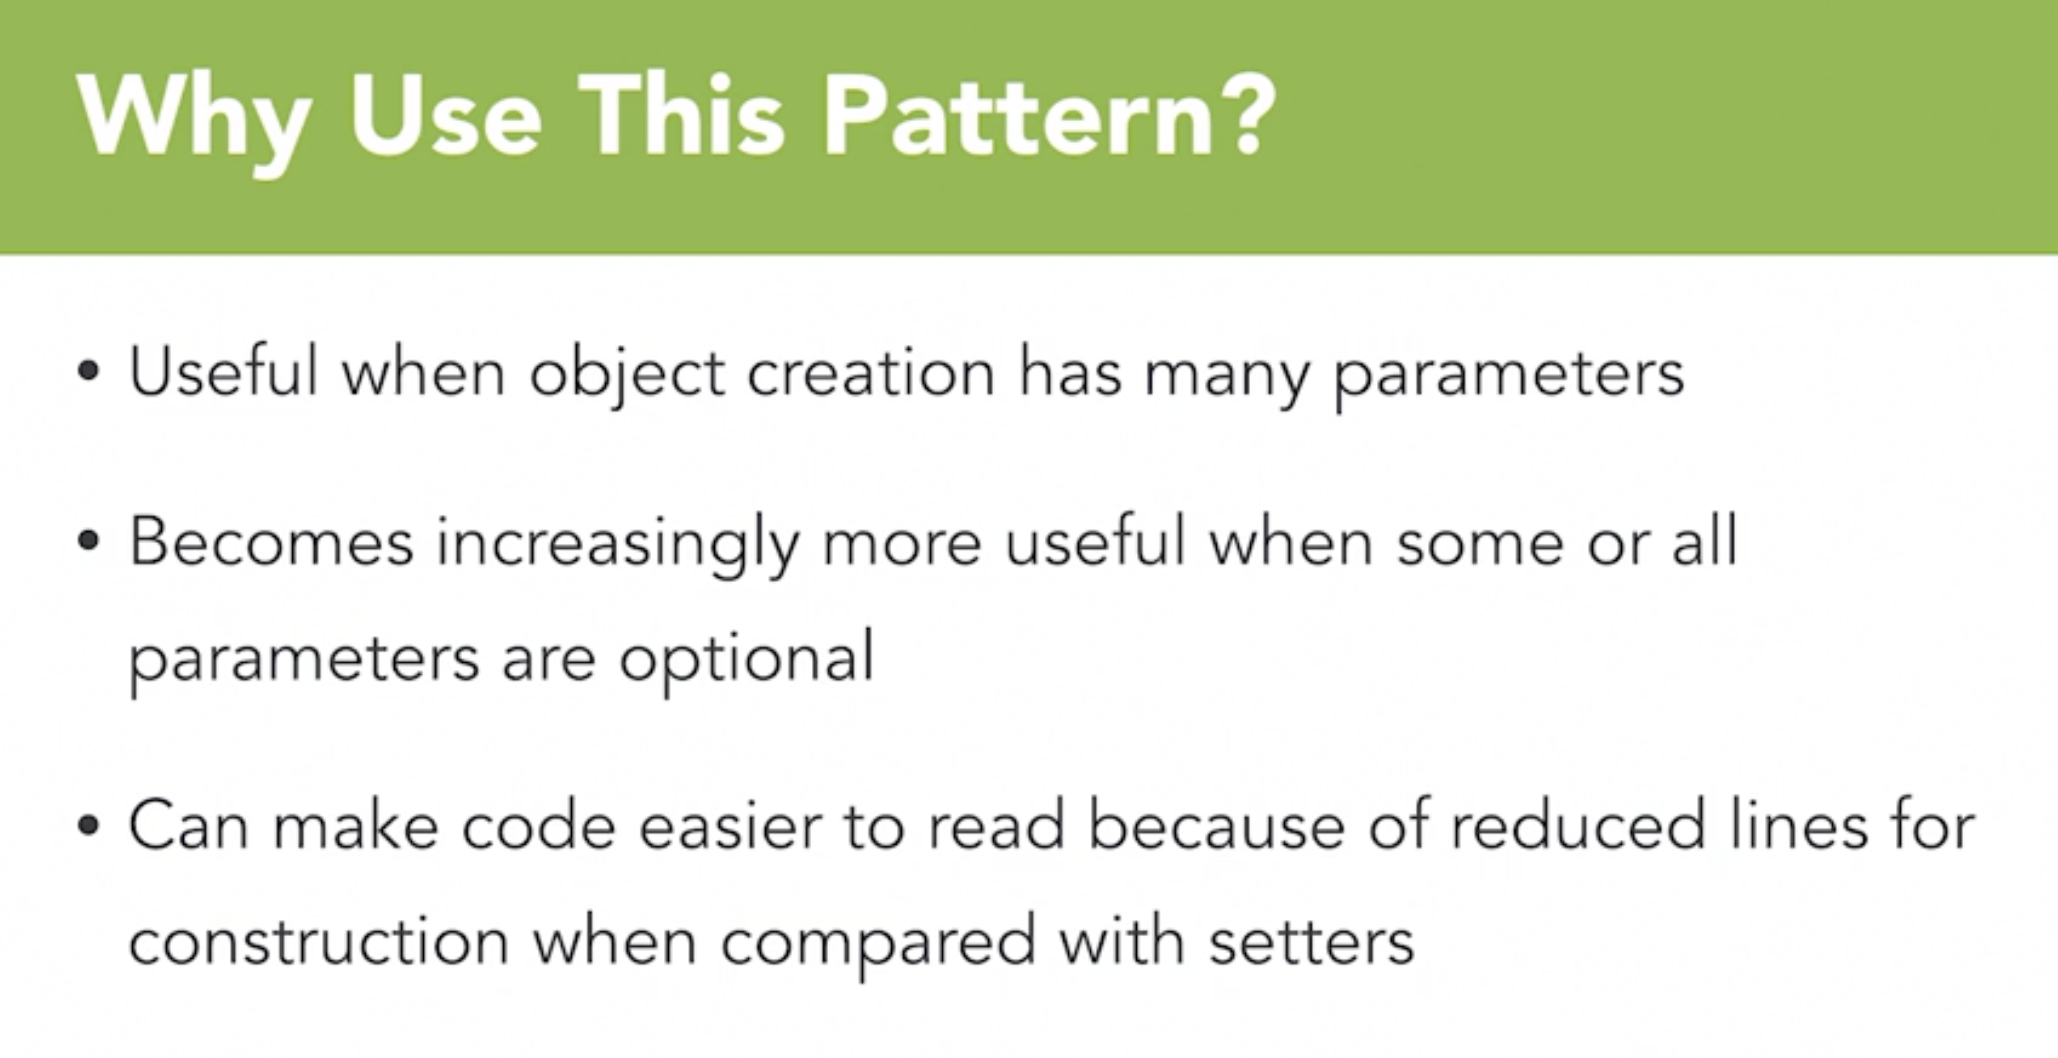 Why Use This Pattern?
• Useful when object creation has many parameters
• Becomes increasingly more useful when some or all
parameters are optional
• Can make code easier to read because of reduced lines for
construction when compared with setters